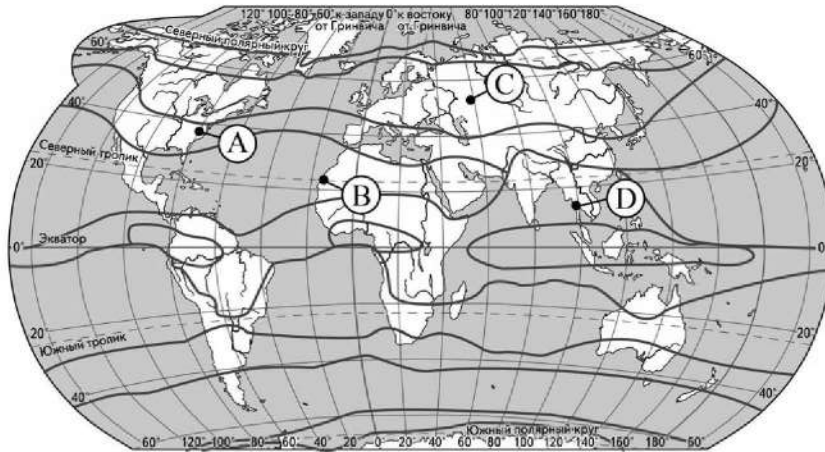 120° 100° 60° к западу 0° к востоку 80° 100° 120° 140° 160° 180°
от Гринвича от Гринвича
Северный полярный круг
60° 60°
40° 40°
C
A
Северный тропик
20° 20°
B
D
Экватор
0° 0°
20° 20°
Южный тропик
40° 40°
Южный полярный круг
60° 120° 100° 80° 60° 40° 20° 0° 20° 40° 60° 80° 100° 120° 140° 160° 180°